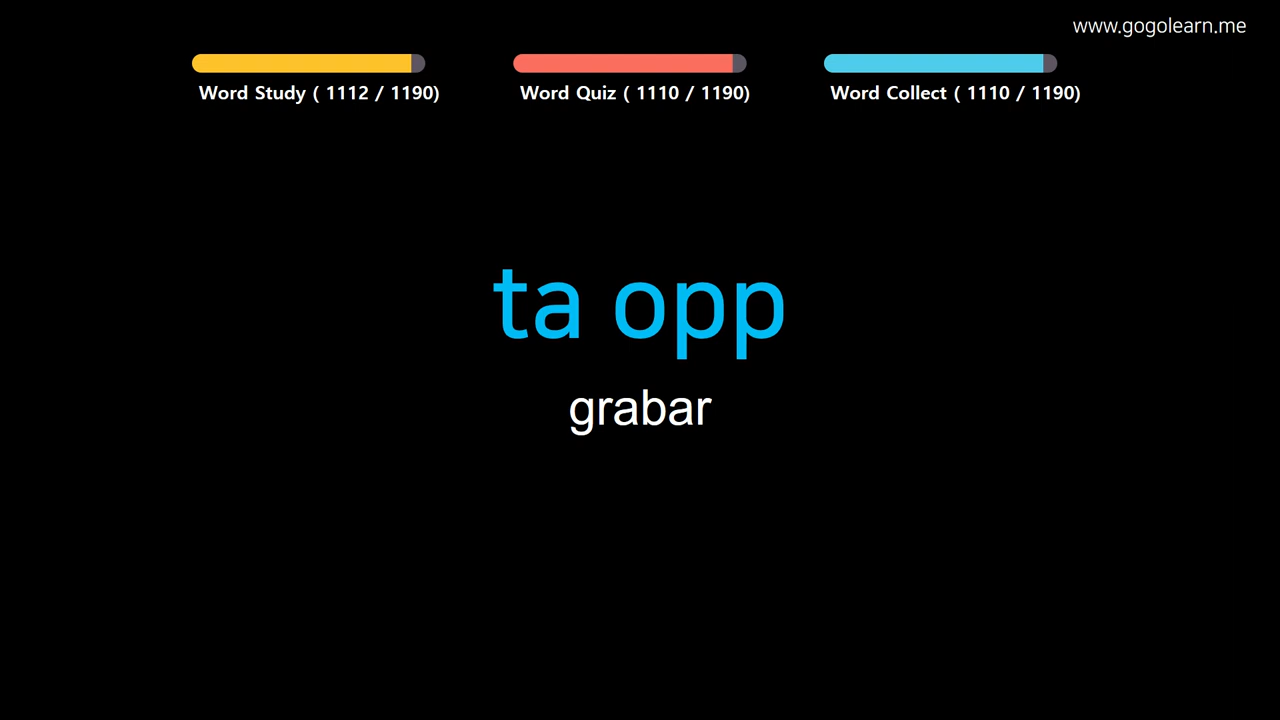 www.gogolearn.me
Word Study ( 1112 / 1190)
Word Quiz ( 1110 / 1190)
Word Collect ( 1110 / 1190)
ta opp
grabar